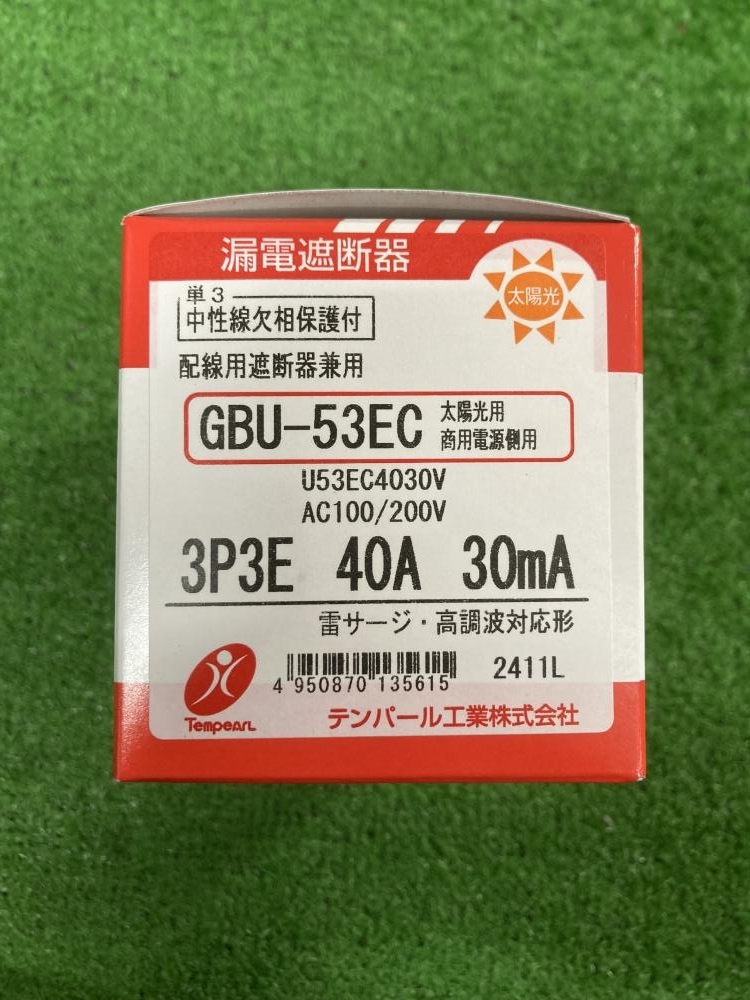 漏電遮断器
太陽光
単3
中性線欠相保護付
配線用遮断器兼用
GBU-53EC
太陽光用
商用電源側用
U53EC4030V
AC100/200V
3P3E 40A 30mA
雷サージ・高調波対応形
4 950870 135615
2411L
TempeaRL
テンパール工業株式会社